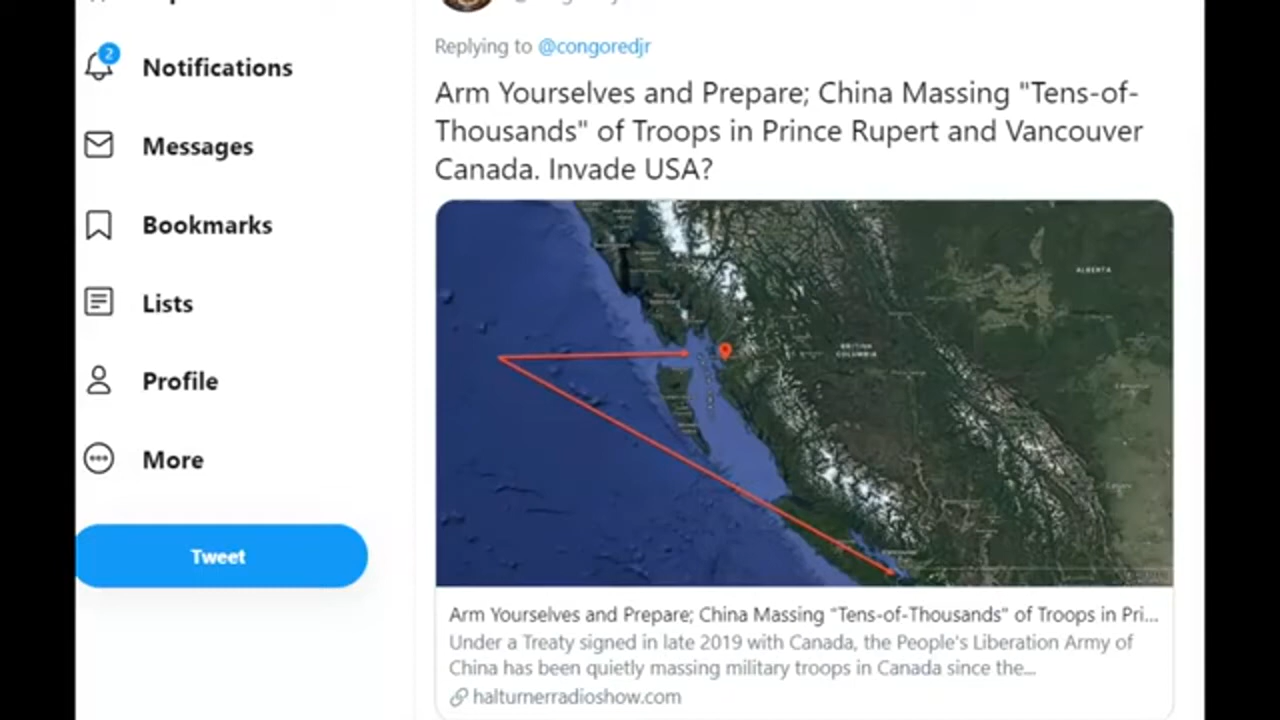 2
Notifications
Messages
Bookmarks
Lists
Profile
More
Tweet
Replying to @congoredjr
Arm Yourselves and Prepare; China Massing "Tens-of-
Thousands" of Troops in Prince Rupert and Vancouver
Canada. Invade USA?
ALBERTA
BRITISH
COLUMBIA
Arm Yourselves and Prepare; China Massing "Tens-of-Thousands" of Troops in Pri...
Under a Treaty signed in late 2019 with Canada, the People's Liberation Army of
China has been quietly massing military troops in Canada since the...
halturnerradioshow.com